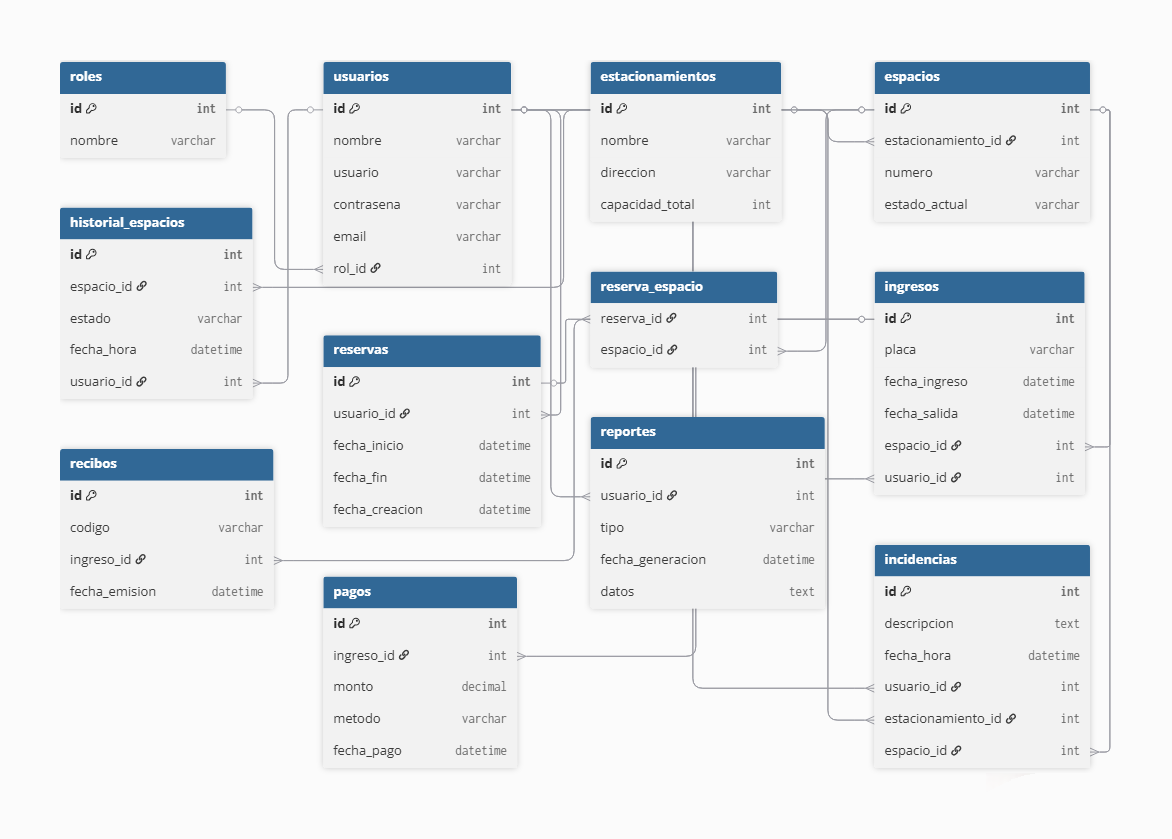 roles
id int
nombre varchar
usuarios
id int
nombre varchar
usuario varchar
contrasena varchar
email varchar
rol_id int
estacionamientos
id int
nombre varchar
direccion varchar
capacidad_total int
espacios
id int
estacionamiento_id int
numero varchar
estado_actual varchar
historial_espacios
id int
espacio_id int
estado varchar
fecha_hora datetime
usuario_id int
reserva_espacio
reserva_id int
espacio_id int
ingresos
id int
placa varchar
fecha_ingreso datetime
fecha_salida datetime
espacio_id int
usuario_id int
reservas
id int
usuario_id int
fecha_inicio datetime
fecha_fin datetime
fecha_creacion datetime
reportes
id int
usuario_id int
tipo varchar
fecha_generacion datetime
datos text
recibos
id int
codigo varchar
ingreso_id int
fecha_emision datetime
pagos
id int
ingreso_id int
monto decimal
metodo varchar
fecha_pago datetime
incidencias
id int
descripcion text
fecha_hora datetime
usuario_id int
estacionamiento_id int
espacio_id int